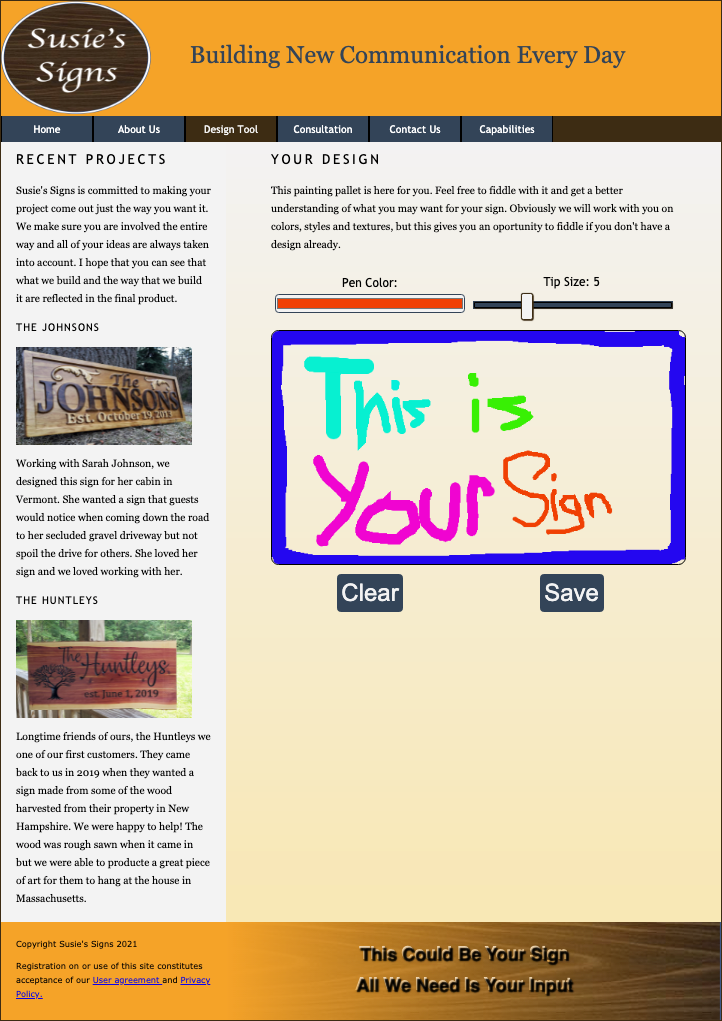 Susie's
Signs
Building New Communication Every Day
Home
About Us
Design Tool
Consultation
Contact Us
Capabilities
RECENT PROJECTS
Susie's Signs is committed to making your
project come out just the way you want it.
We make sure you are involved the entire
way and all of your ideas are always taken
into account. I hope that you can see that
what we build and the way that we build
it are reflected in the final product.
THE JOHNSONS
The
JOHNSONS
Est. October 19 2013
Working with Sarah Johnson, we
designed this sign for her cabin in
Vermont. She wanted a sign that guests
would notice when coming down the road
to her secluded gravel driveway but not
spoil the drive for others. She loved her
sign and we loved working with her.
THE HUNTLEYS
The Huntleys
est. June 1, 2019
Longtime friends of ours, the Huntleys we
one of our first customers. They came
back to us in 2019 when they wanted a
sign made from some of the wood
harvested from their property in New
Hampshire. We were happy to help! The
wood was rough sawn when it came in
but we were able to producte a great piece
of art for them to hang at the house in
Massachusetts.
YOUR DESIGN
This painting pallet is here for you. Feel free to fiddle with it and get a better
understanding of what you may want for your sign. Obviously we will work with you on
colors, styles and textures, but this gives you an oportunity to fiddle if you don't have a
design already.
Pen Color:
Tip Size: 5
This is
Your Sign
Clear
Save
Copyright Susie's Signs 2021
Registration on or use of this site constitutes
acceptance of our User agreement and Privacy
Policy.
This Could Be Your Sign
All We Need Is Your Input